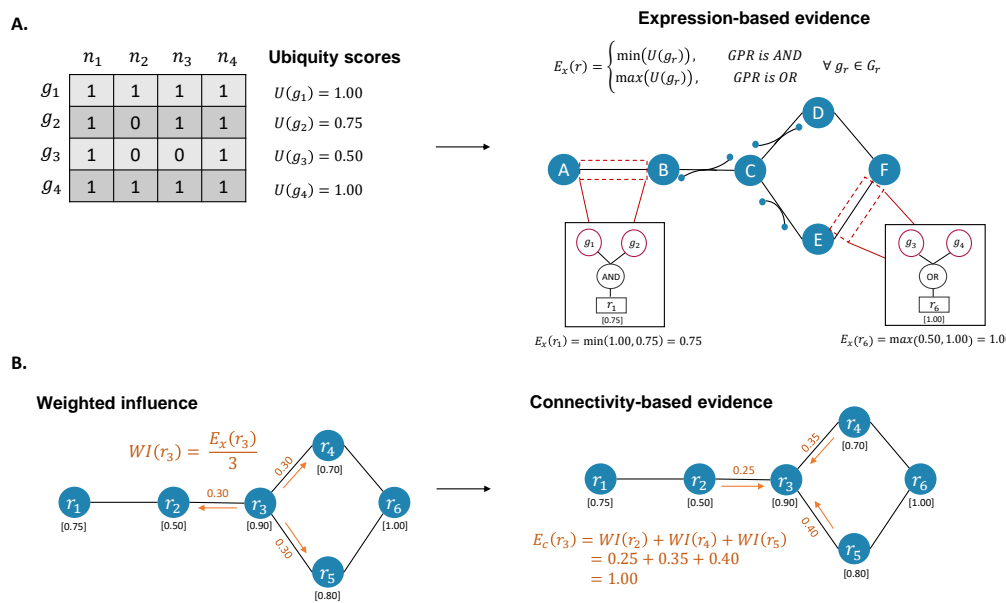 A.
Expression-based evidence
n₁ n₂ n₃ n₄
Ubiquity scores
g₁ 1 1 1 1
U(g₁) = 1.00
g₂ 1 0 1 1
U(g₂) = 0.75
g₃ 1 0 0 1
U(g₃) = 0.50
g₄ 1 1 1 1
U(g₄) = 1.00
Eₓ(r) = { min(U(gᵣ)), GPR is AND
max(U(gᵣ)), GPR is OR ∀ gᵣ ∈ Gᵣ
A B C D E F
g₁ g₂
AND
r₁
[0.75]
Eₓ(r₁) = min(1.00, 0.75) = 0.75
g₃ g₄
OR
r₆
[1.00]
Eₓ(r₆) = max(0.50, 1.00) = 1.0
B.
Weighted influence
WI(r₃) = Eₓ(r₃) / 3
r₁
[0.75]
r₂
[0.50]
r₃
[0.90]
r₄
[0.70]
r₅
[0.80]
r₆
[1.00]
0.30
0.30
0.30
Connectivity-based evidence
r₁
[0.75]
r₂
[0.50]
r₃
[0.90]
r₄
[0.70]
r₅
[0.80]
r₆
[1.00]
0.25
0.35
0.40
E𝑐(r₃) = WI(r₂) + WI(r₄) + WI(r₅)
= 0.25 + 0.35 + 0.40
= 1.00